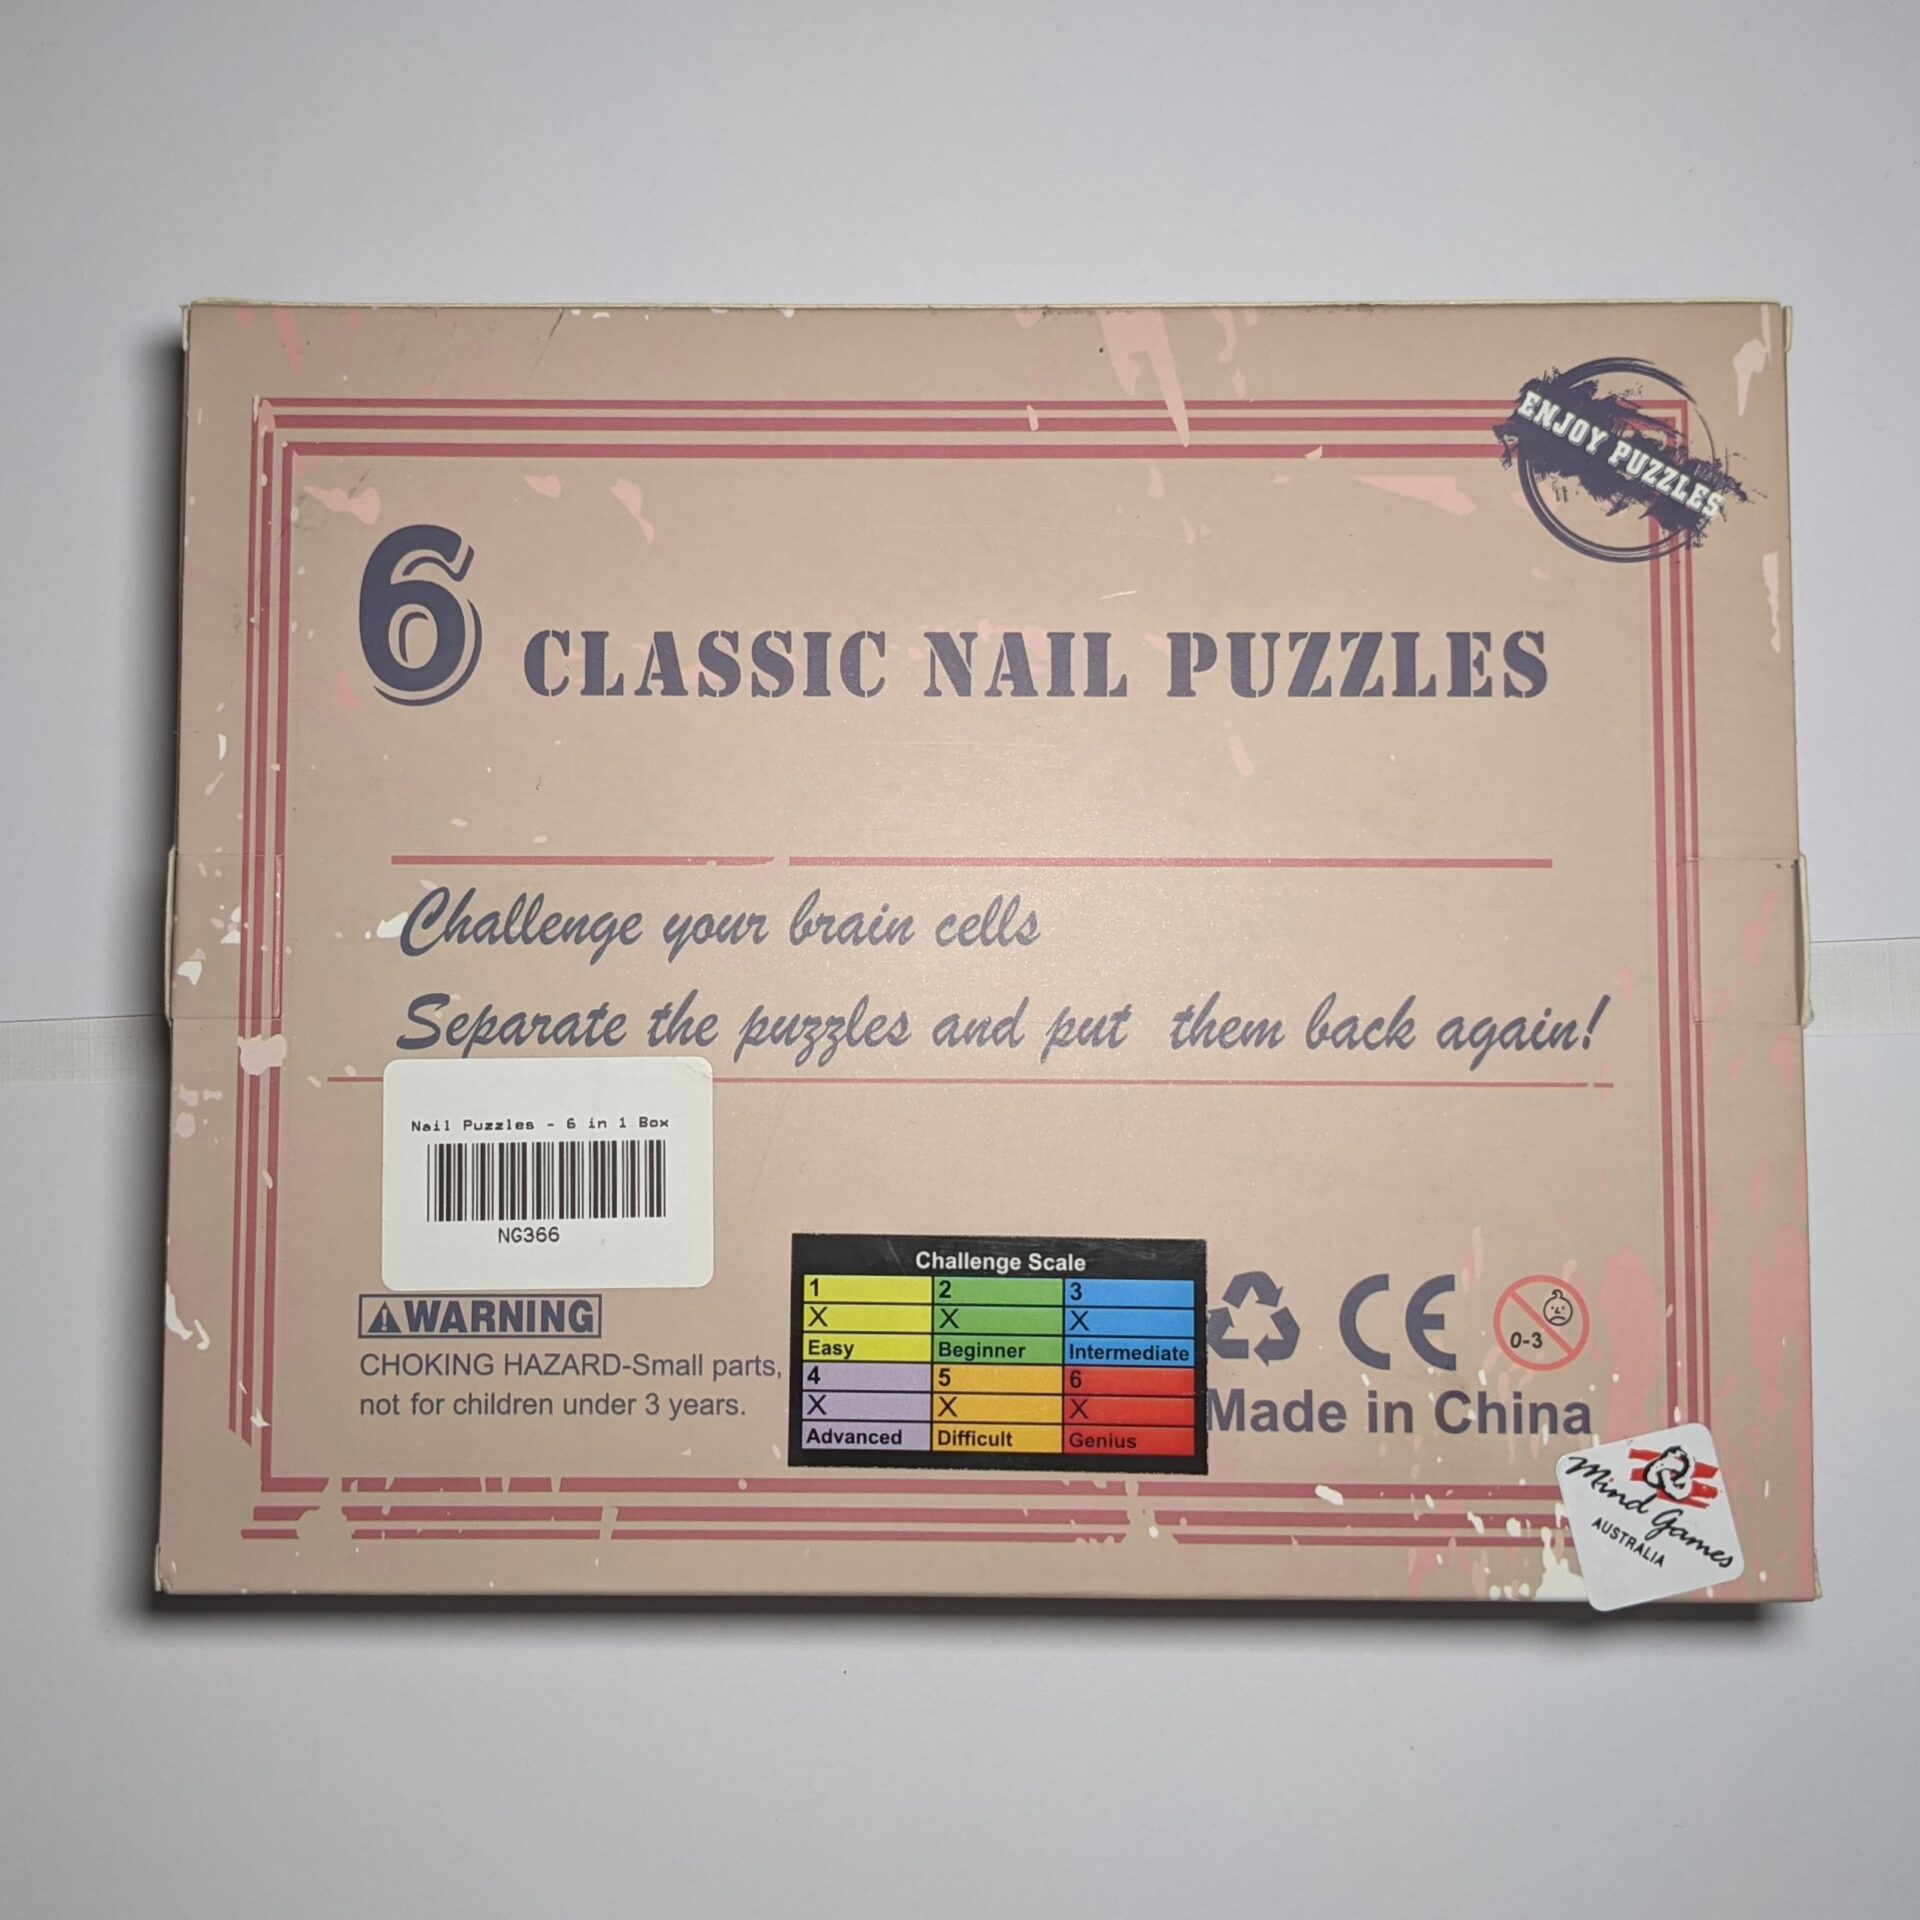 ENJOY PUZZLES
6 CLASSIC NAIL PUZZLES
Challenge your brain cells
Separate the puzzles and put them back again!
Nail Puzzles - 6 in 1 Box
NG366
WARNING
CHOKING HAZARD-Small parts,
not for children under 3 years.
Challenge Scale
1 2 3
X X X
Easy Beginner Intermediate
4 5 6
X X X
Advanced Difficult Genius
CE
0-3
Made in China
Mind Games
AUSTRALIA